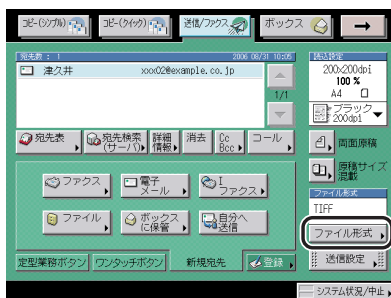 コピー(シンプル)
コピー(クイック)
送信/ファクス
ボックス
宛先数 : 1
2006 08/31 10:05
津久井
xxx02@example.co.jp
1/1
宛先表
宛先検索
(サーバ)
詳細
情報
消去
Cc
Bcc
コール
ファクス
電子
メール
I
ファクス
ファイル
ボックス
に保管
自分へ
送信
定型業務ボタン
ワンタッチボタン
新規宛先
登録
読込設定
200x200dpi
100 %
A4
ブラック
200dpi
両面原稿
原稿サイズ
混載
ファイル形式
TIFF
ファイル形式
送信設定
システム状況/中止